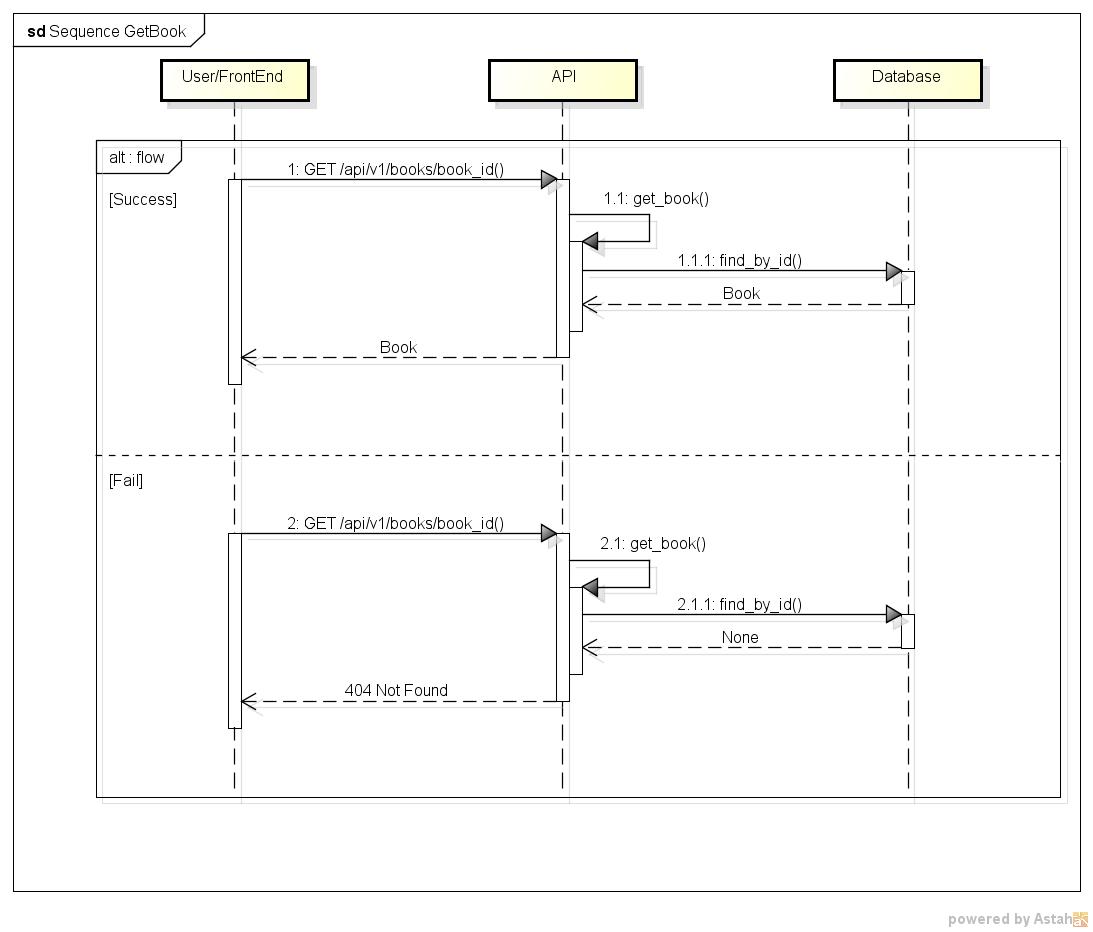 sd Sequence GetBook
User/FrontEnd
API
Database
alt : flow
1: GET /api/v1/books/book_id()
[Success]
1.1: get_book()
1.1.1: find_by_id()
Book
Book
[Fail]
2: GET /api/v1/books/book_id()
2.1: get_book()
2.1.1: find_by_id()
None
404 Not Found
powered by Astah